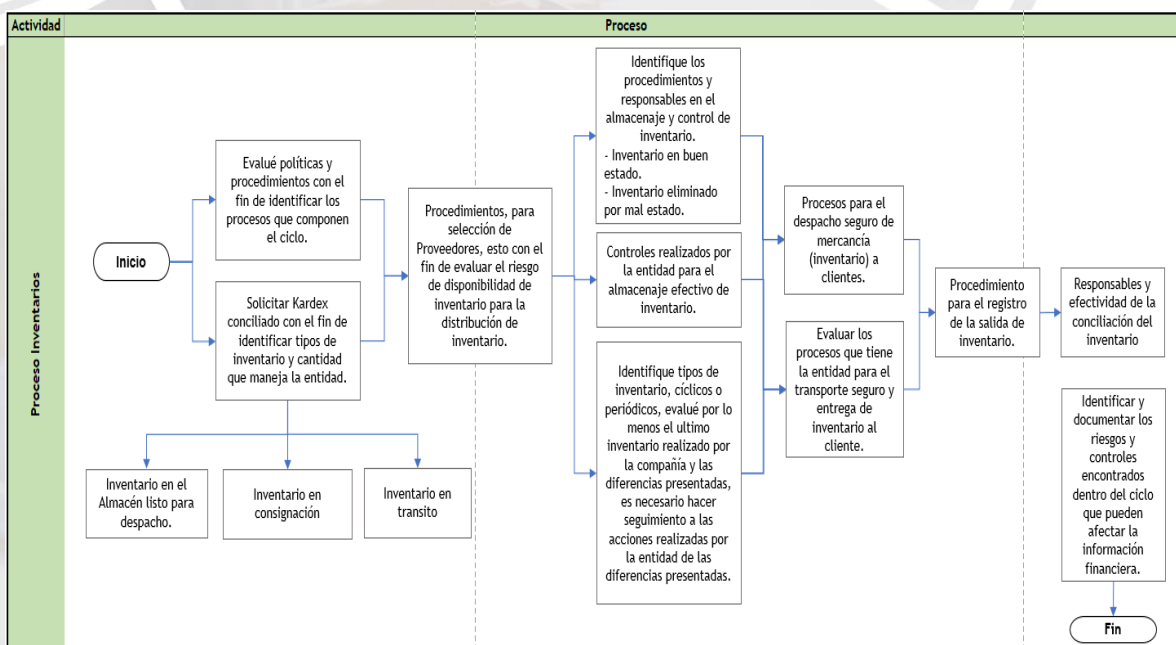 Actividad
Proceso
Proceso Inventarios
Inicio
Evalué políticas y
procedimientos con el
fin de identificar los
procesos que componen
el ciclo.
Solicitar Kardex
conciliado con el fin de
identificar tipos de
inventario y cantidad
que maneja la entidad.
Inventario en el
Almacén listo para
despacho.
Inventario en
consignación
Inventario en
transito
Procedimientos, para
selección de
Proveedores, esto con el
fin de evaluar el riesgo
de disponibilidad de
inventario para la
distribución de
inventario.
Identifique los
procedimientos y
responsables en el
almacenaje y control de
inventario.
- Inventario en buen
estado.
- Inventario eliminado
por mal estado.
Controles realizados por
la entidad para el
almacenaje efectivo de
inventario.
Identifique tipos de
inventario, cíclicos o
periódicos, evalué por lo
menos el ultimo
inventario realizado por
la compañía y las
diferencias presentadas,
es necesario hacer
seguimiento a las
acciones realizadas por
la entidad de las
diferencias presentadas.
Procesos para el
despacho seguro de
mercancía
(inventario) a
clientes.
Evaluar los
procesos que tiene
la entidad para el
transporte seguro y
entrega de
inventario al
cliente.
Procedimiento
para el registro
de la salida de
inventario.
Responsables y
efectividad de la
conciliación del
inventario
Identificar y
documentar los
riesgos y
controles
encontrados
dentro del ciclo
que pueden
afectar la
información
financiera.
Fin